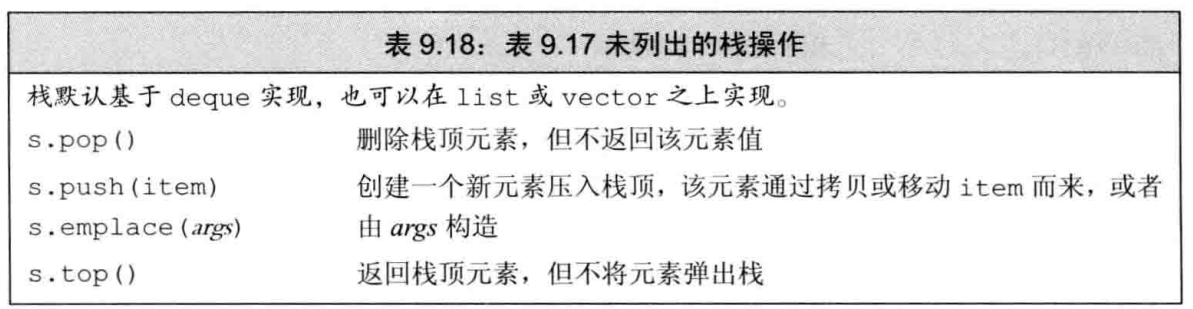 表 9.18：表 9.17 未列出的栈操作
栈默认基于 deque 实现，也可以在 list 或 vector 之上实现。
s.pop() 删除栈顶元素，但不返回该元素值
s.push(item) 创建一个新元素压入栈顶，该元素通过拷贝或移动 item 而来，或者
s.emplace(args) 由 args 构造
s.top() 返回栈顶元素，但不将元素弹出栈